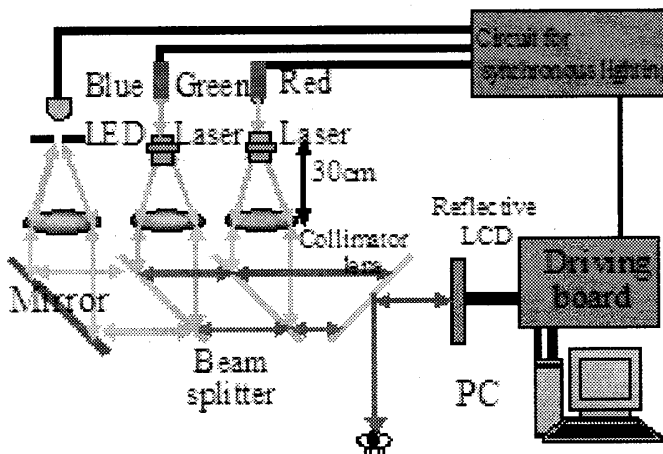 Circuit for
synchronous lightin
Blue Green Red
LED Laser Laser
30cm
Reflective
LCD
Collimator
lens
Driving
board
Mirror
Beam
splitter
PC